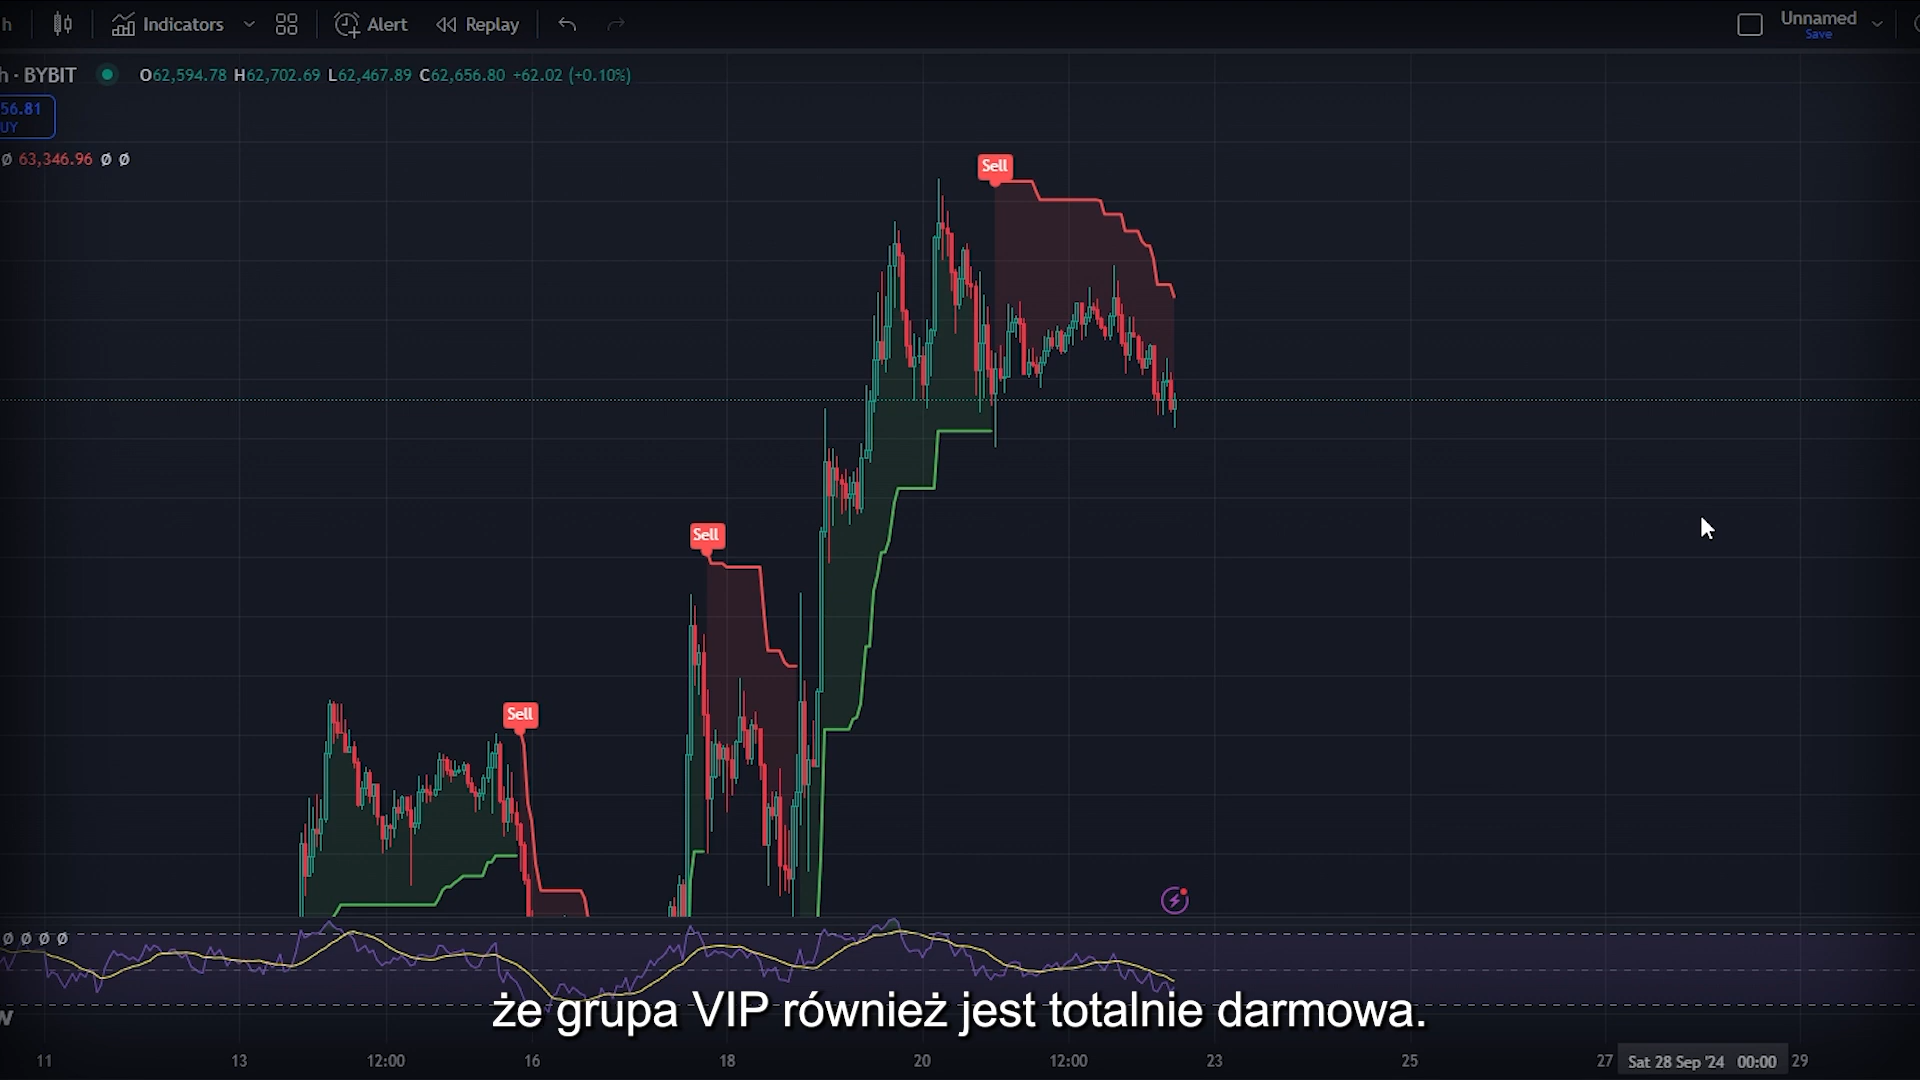 h Indicators Alert Replay Unnamed
Save
h · BYBIT O62,594.78 H62,702.69 L62,467.89 C62,656.80 +62.02 (+0.10%)
56.81
UY
Ø 63,346.96 Ø Ø
Sell
Sell
Sell
Ø Ø Ø Ø
że grupa VIP również jest totalnie darmowa.
11 13 12:00 16 18 20 12:00 23 25 27 Sat 28 Sep '24 00:00 29